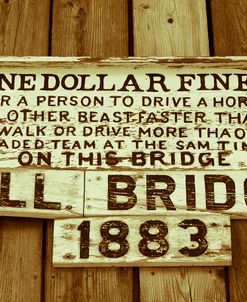 NE DOLLAR FINE
R A PERSON TO DRIVE A HOR
OTHER BEAST FASTER THA
WALK OR DRIVE MORE THAO
ADED TEAM AT THE SAM TIM
ON THIS BRIDGE
LL. BRIDG
1883